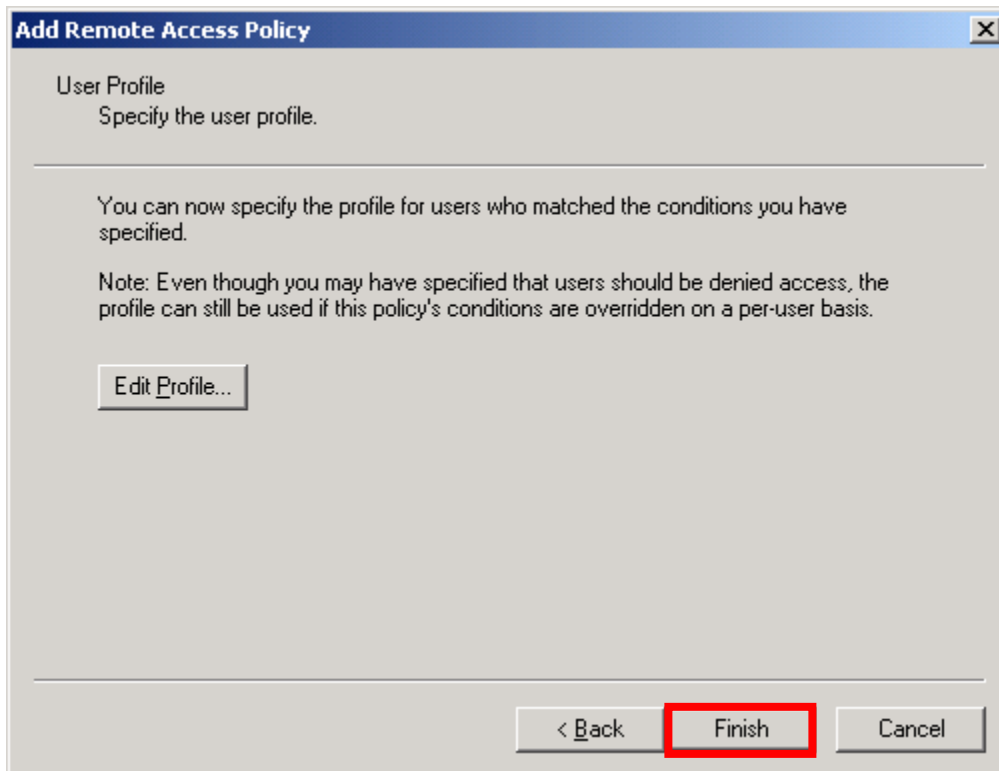 Add Remote Access Policy
User Profile
Specify the user profile.
You can now specify the profile for users who matched the conditions you have
specified.
Note: Even though you may have specified that users should be denied access, the
profile can still be used if this policy's conditions are overridden on a per-user basis.
Edit Profile...
< Back
Finish
Cancel